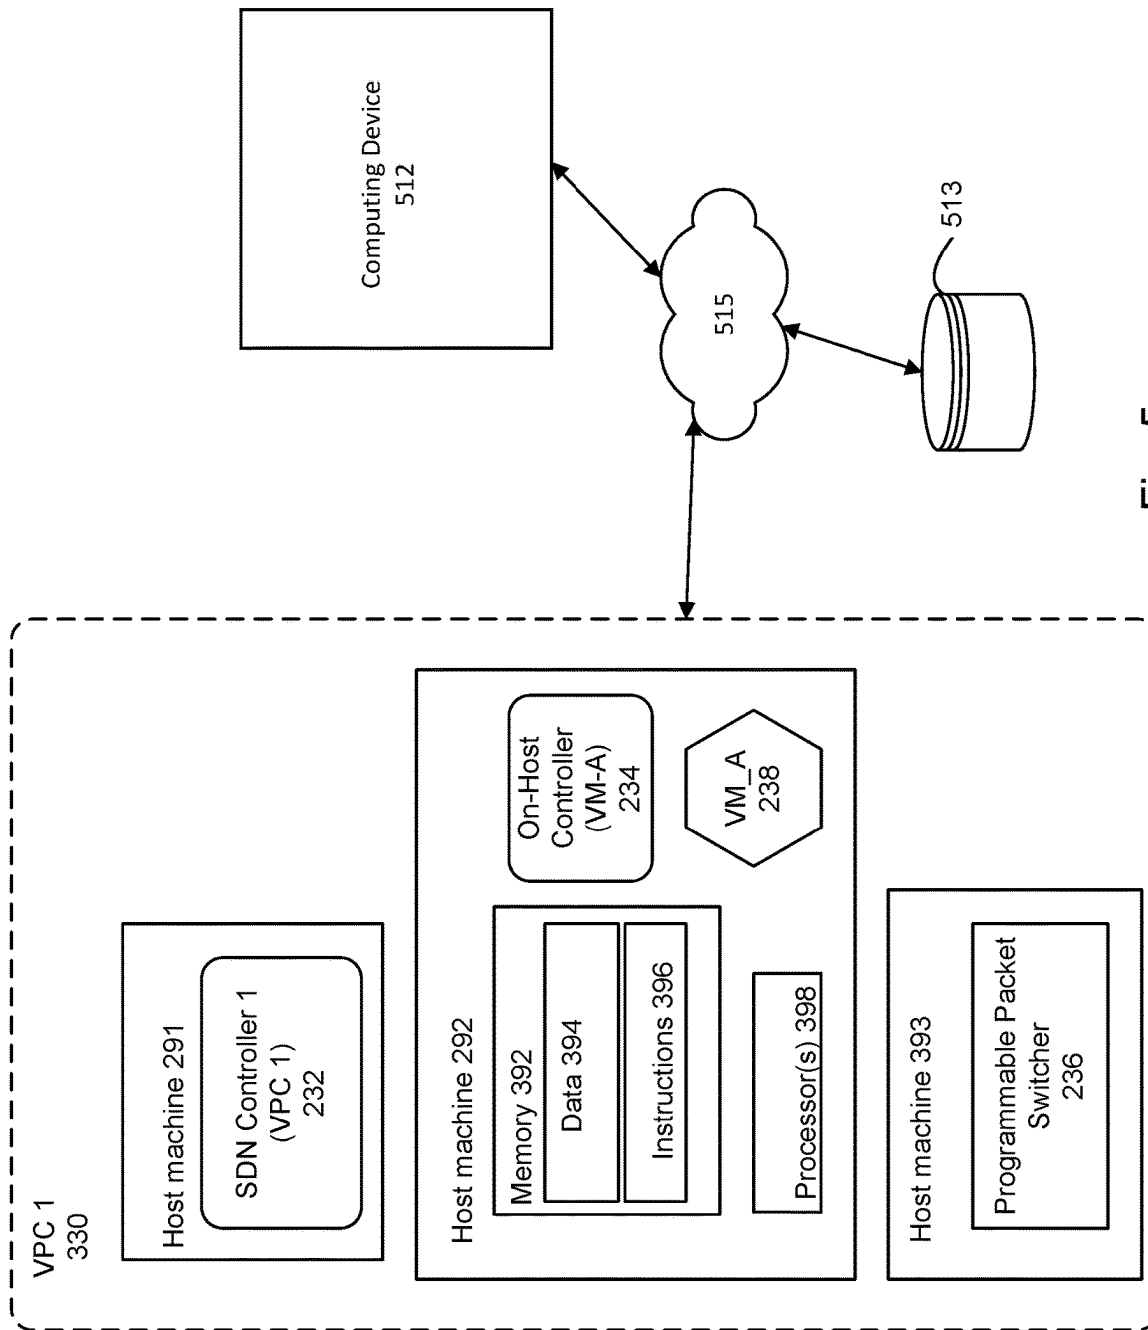 VPC 1
330
Host machine 291
SDN Controller 1
(VPC 1)
232
Host machine 292
Memory 392
Data 394
Instructions 396
Processor(s) 398
On-Host
Controller
(VM-A)
234
VM_A
238
Host machine 393
Programmable Packet
Switcher
236
Computing Device
512
515
513